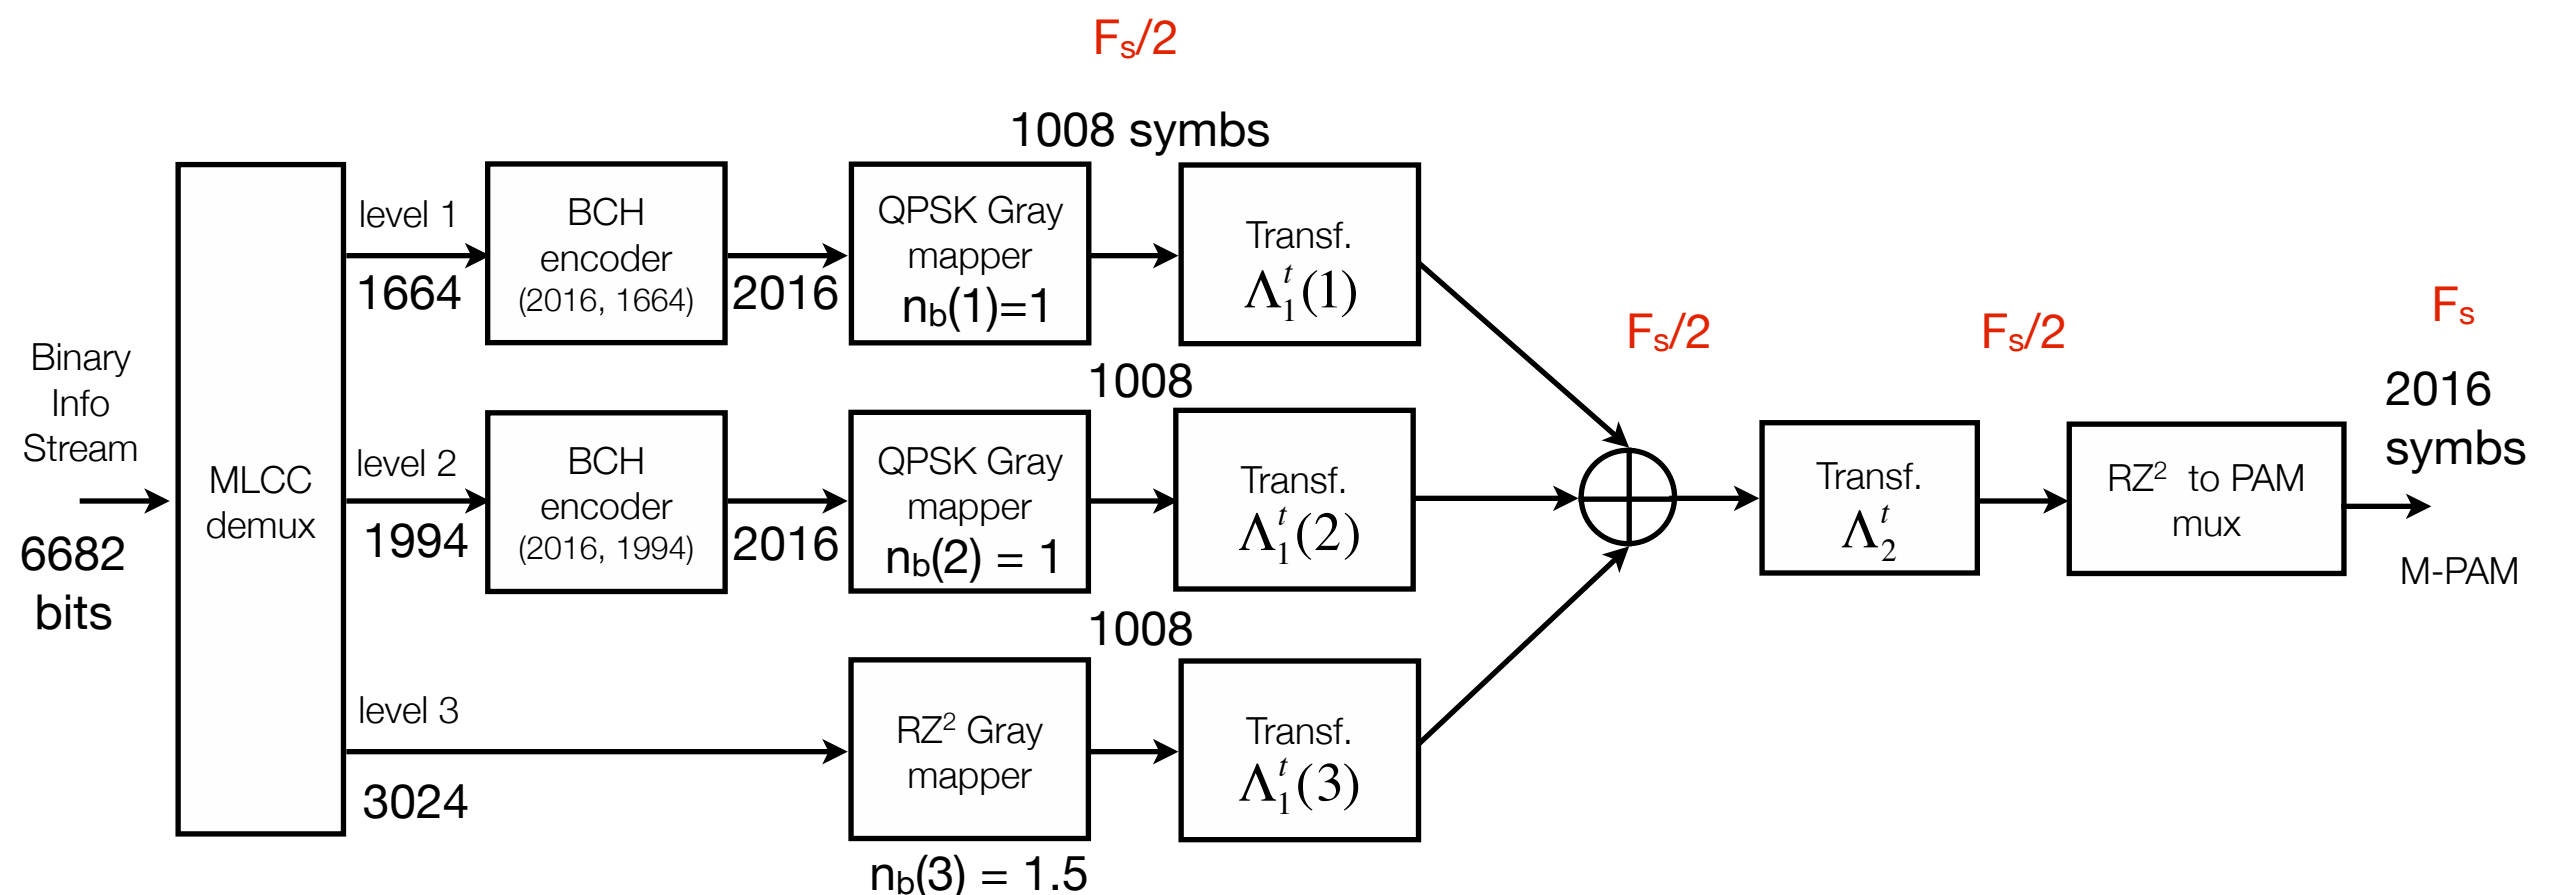 Fs/2
1008 symbs
Binary
Info
Stream
6682
bits
MLCC
demux
level 1
1664
BCH
encoder
(2016, 1664)
2016
QPSK Gray
mapper
nb(1)=1
Transf.
Λ₁ᵗ(1)
1008
level 2
1994
BCH
encoder
(2016, 1994)
2016
QPSK Gray
mapper
nb(2) = 1
Transf.
Λ₁ᵗ(2)
1008
level 3
3024
RZ² Gray
mapper
nb(3) = 1.5
Transf.
Λ₁ᵗ(3)
Fs/2
Transf.
Λ₂ᵗ
Fs/2
RZ² to PAM
mux
Fs
2016
symbs
M-PAM